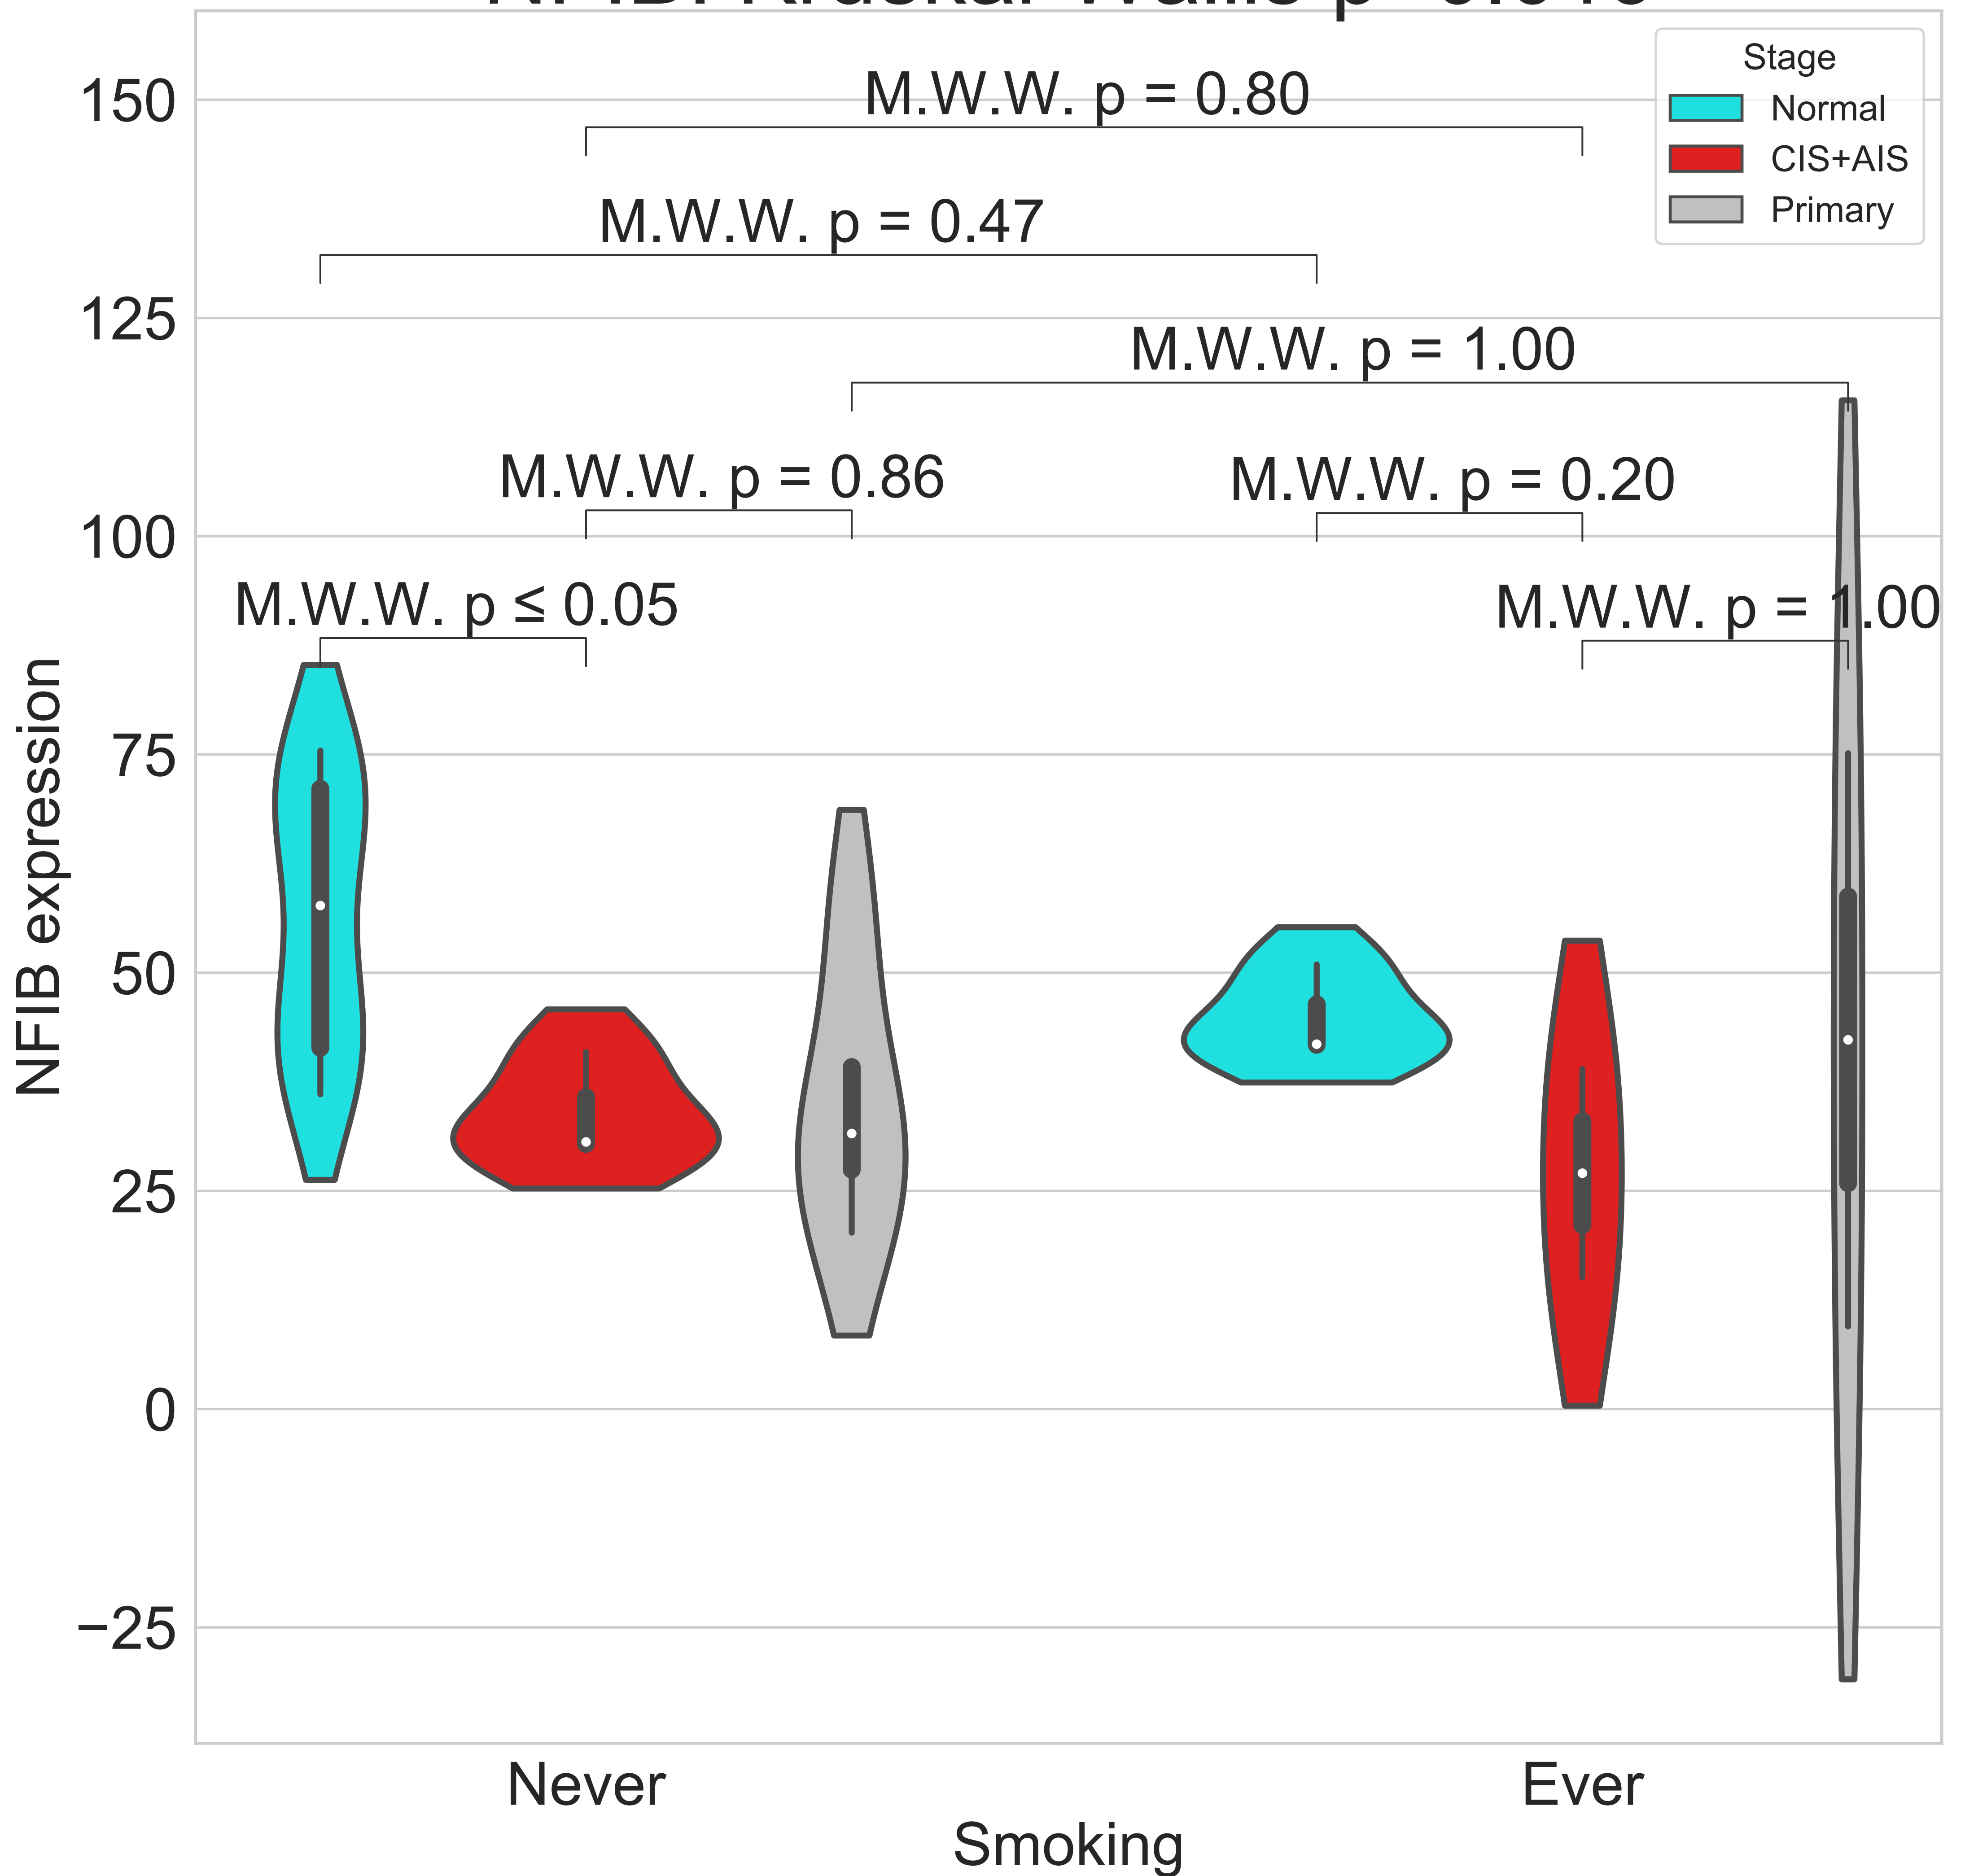 Stage
Normal
CIS+AIS
Primary
M.W.W. p = 0.80
M.W.W. p = 0.47
M.W.W. p = 1.00
M.W.W. p = 0.86
M.W.W. p = 0.20
M.W.W. p ≤ 0.05
M.W.W. p = 1.00
150
125
100
75
50
25
0
−25
NFIB expression
Never
Ever
Smoking